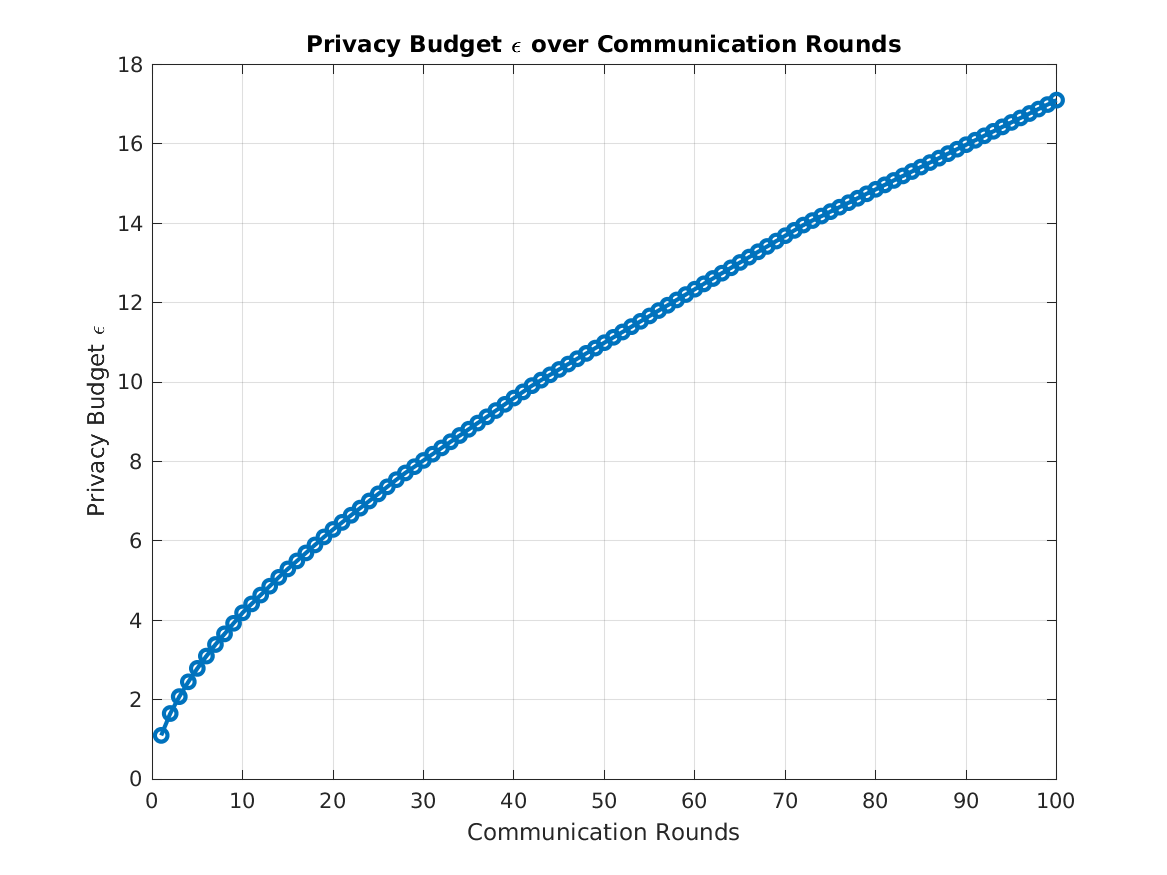 Privacy Budget ϵ over Communication Rounds
18
16
14
12
10
8
6
4
2
0
Privacy Budget ϵ
0 10 20 30 40 50 60 70 80 90 100
Communication Rounds